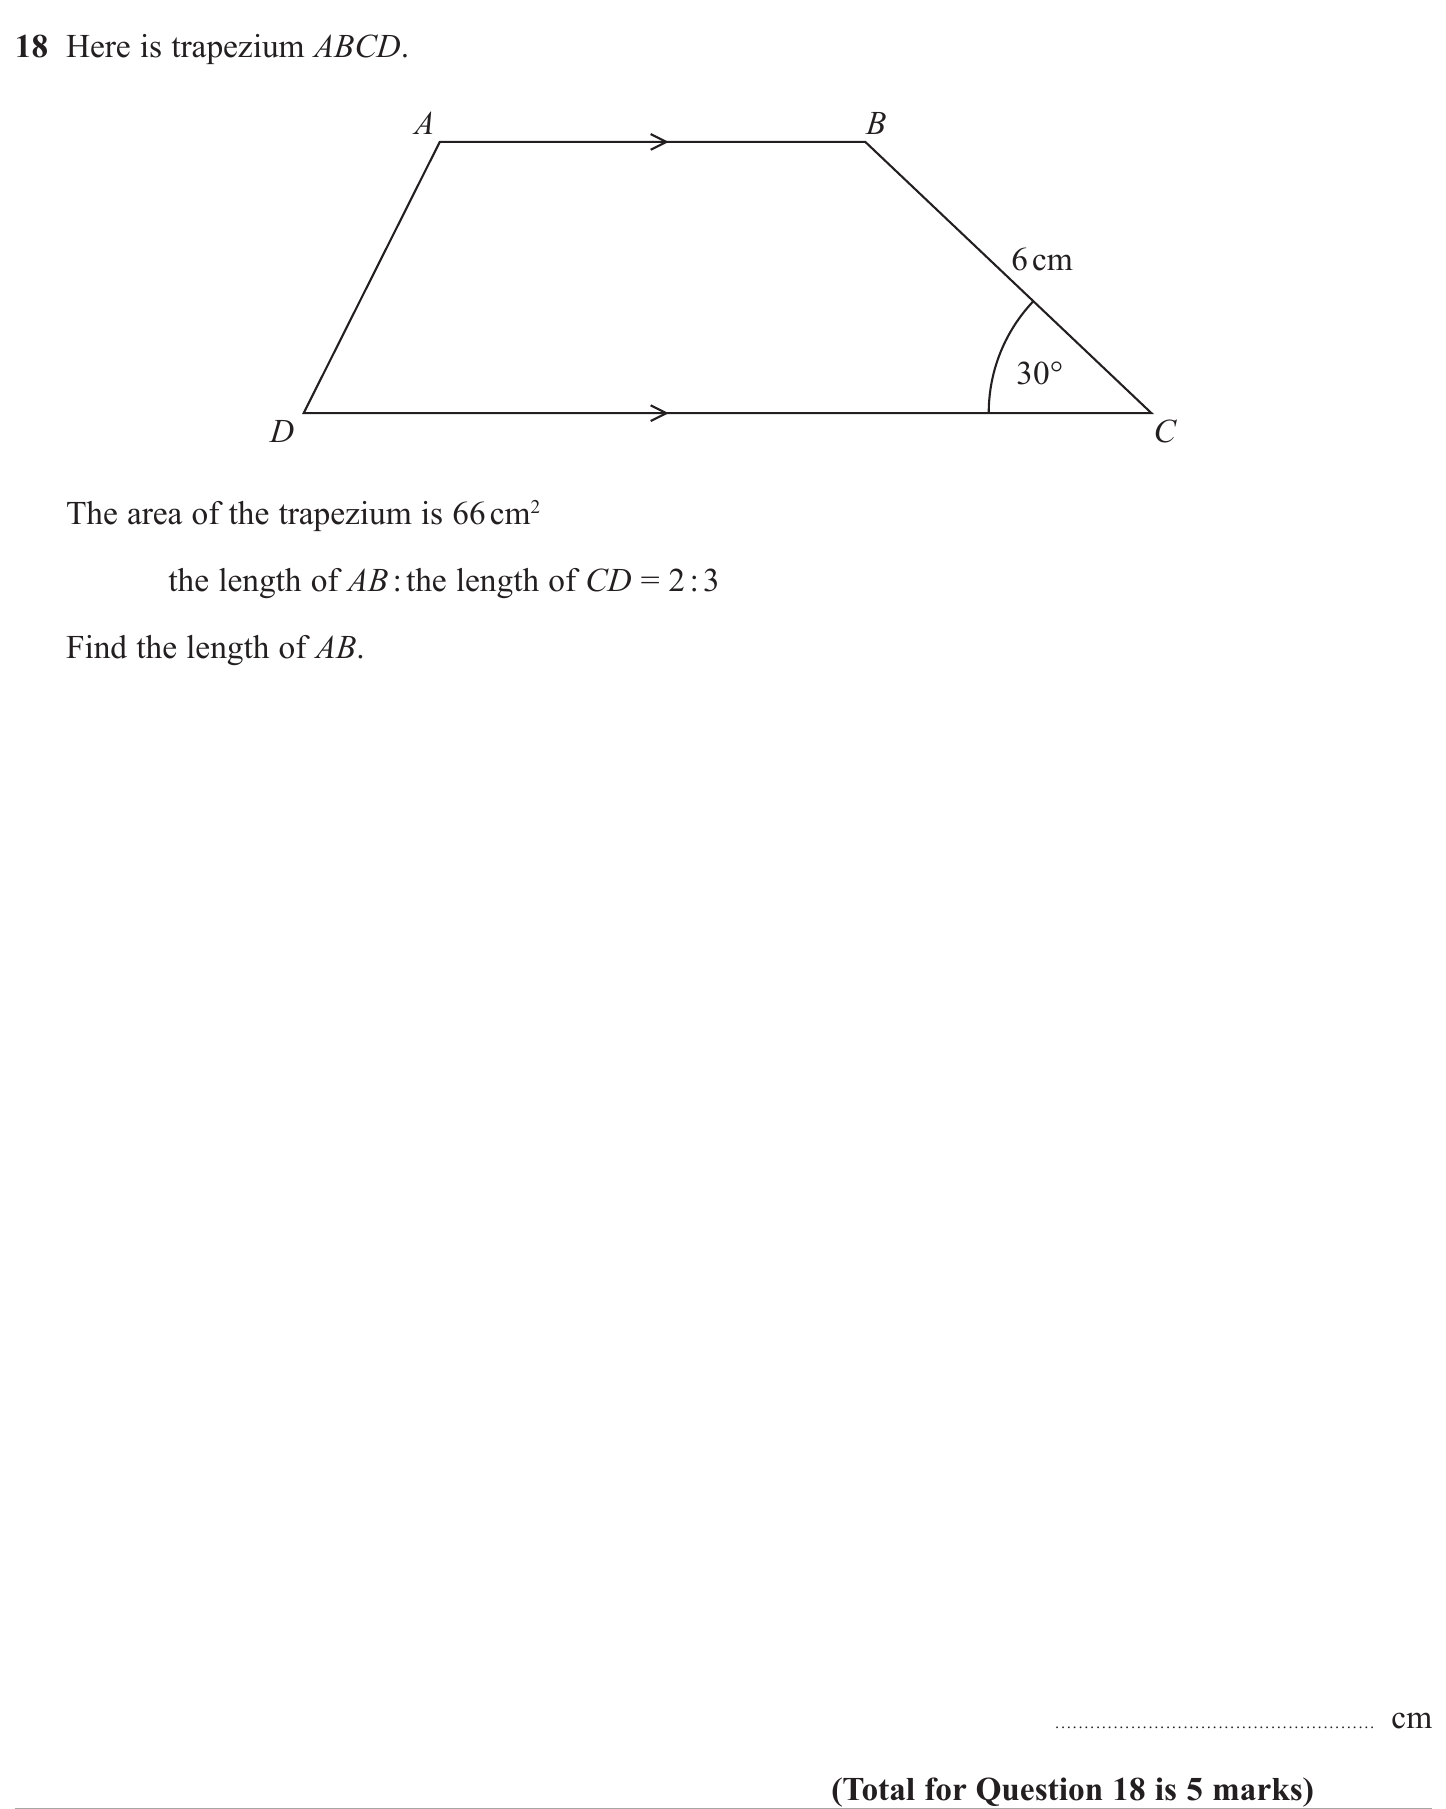 18 Here is trapezium ABCD.
A
B
6 cm
30°
D
C
The area of the trapezium is 66 cm²
the length of AB : the length of CD = 2 : 3
Find the length of AB.
...................................................... cm
(Total for Question 18 is 5 marks)